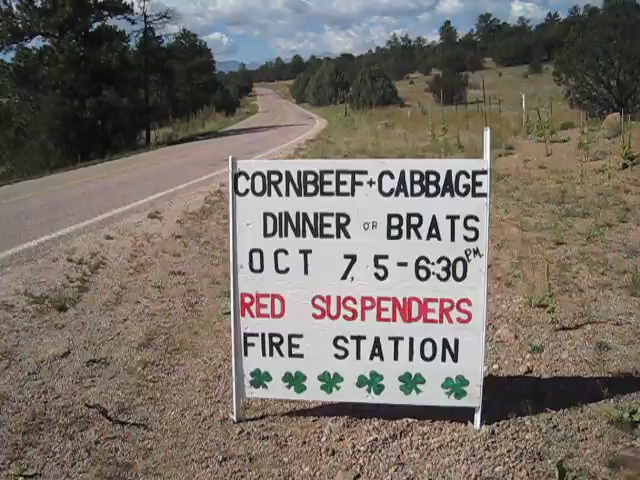 CORNBEEF+CABBAGE
DINNER OR BRATS
OCT 7, 5-6:30 PM
RED SUSPENDERS
FIRE STATION